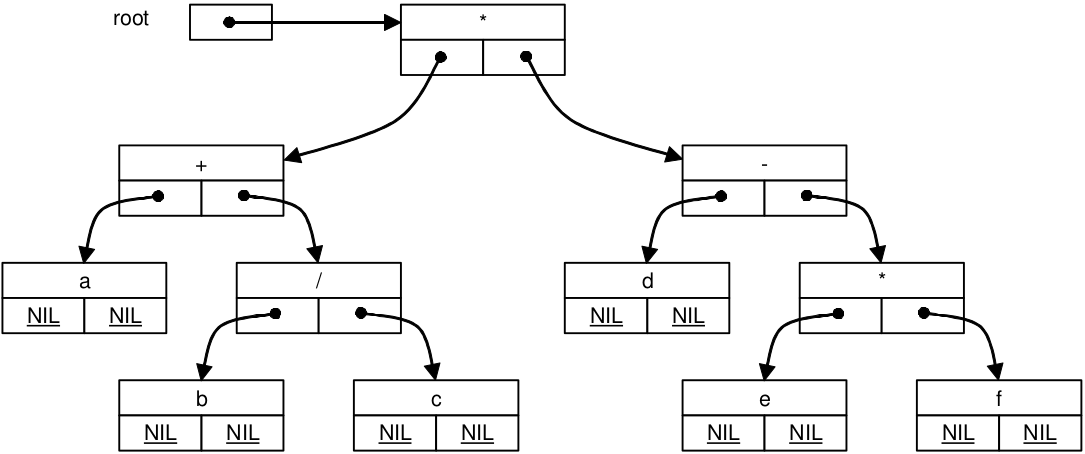 root *
+ -
a / d *
NIL NIL NIL NIL
b c e f
NIL NIL NIL NIL NIL NIL NIL NIL